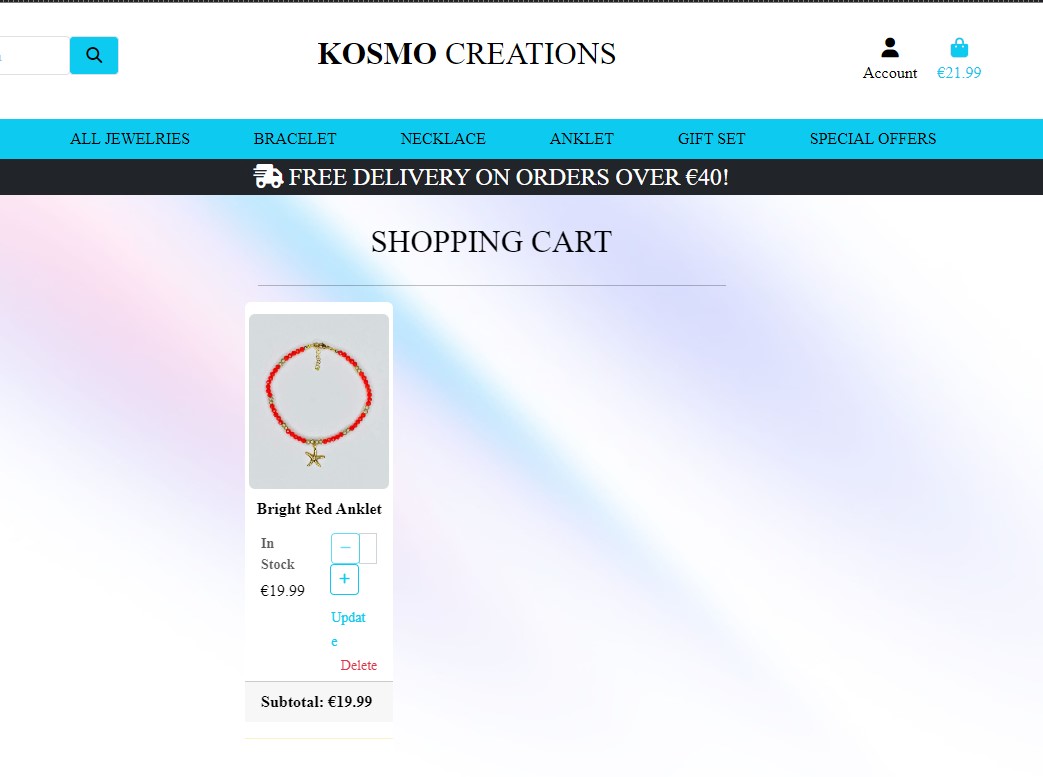 KOSMO CREATIONS
Account
€21.99
ALL JEWELRIES
BRACELET
NECKLACE
ANKLET
GIFT SET
SPECIAL OFFERS
FREE DELIVERY ON ORDERS OVER €40!
SHOPPING CART
Bright Red Anklet
In
Stock
€19.99
−
+
Updat
e
Delete
Subtotal: €19.99